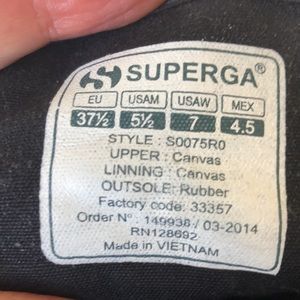 SUPERGA®
EU USAM USAW MEX
37½ 5½ 7 4.5
STYLE : S0075R0
UPPER : Canvas
LINNING : Canvas
OUTSOLE: Rubber
Factory code: 33357
Order Nº : 149938 / 03-2014
RN128692
Made in VIETNAM